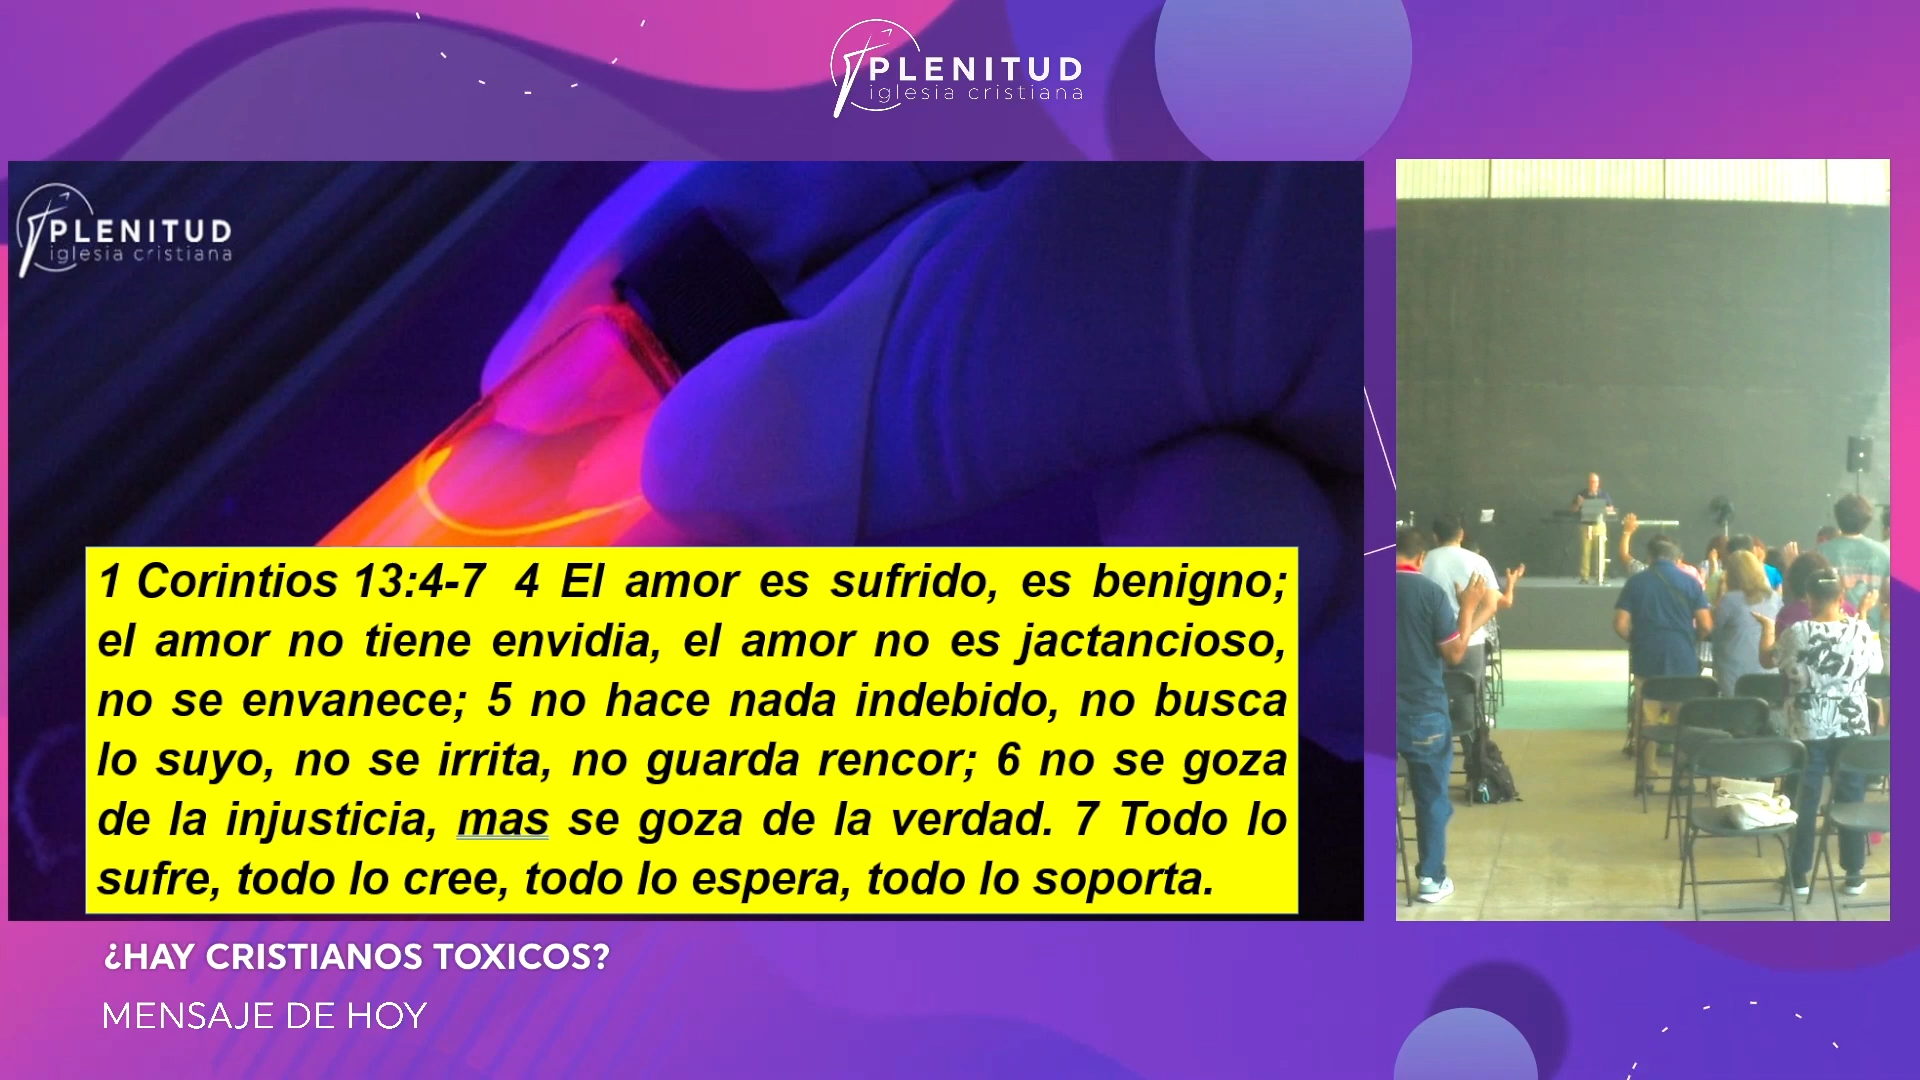 PLENITUD
iglesia cristiana
PLENITUD
iglesia cristiana
1 Corintios 13:4-7 4 El amor es sufrido, es benigno;
el amor no tiene envidia, el amor no es jactancioso,
no se envanece; 5 no hace nada indebido, no busca
lo suyo, no se irrita, no guarda rencor; 6 no se goza
de la injusticia, mas se goza de la verdad. 7 Todo lo
sufre, todo lo cree, todo lo espera, todo lo soporta.
¿HAY CRISTIANOS TOXICOS?
MENSAJE DE HOY